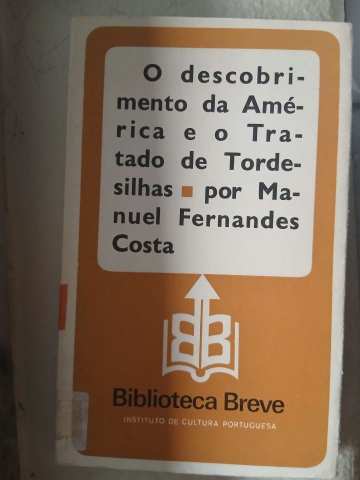 O descobri-
mento da Amé-
rica e o Tra-
tado de Torde-
silhas ▪ por Ma-
nuel Fernandes
Costa
BB
Biblioteca Breve
INSTITUTO DE CULTURA PORTUGUESA